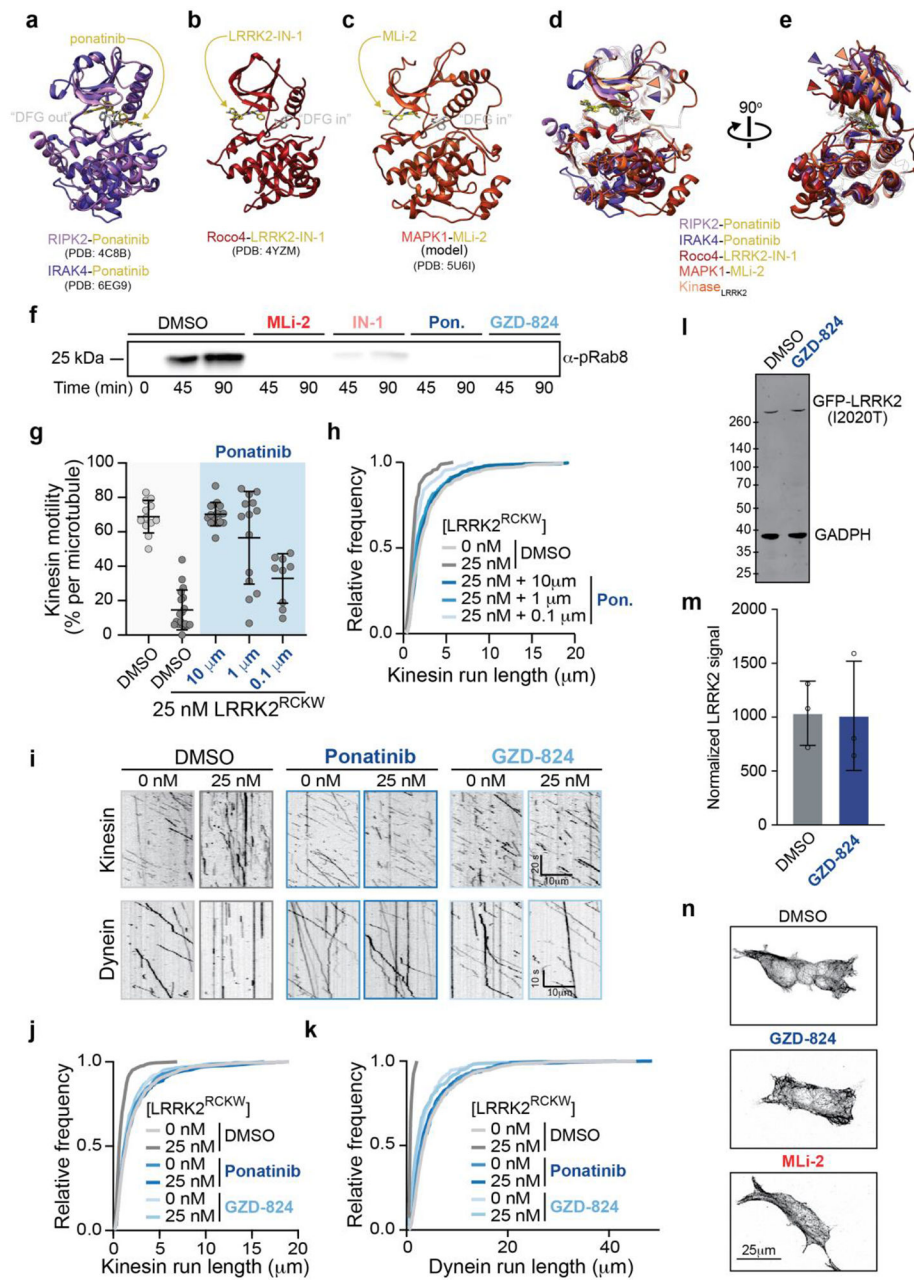 a
ponatinib
"DFG out"
RIPK2-Ponatinib
(PDB: 4C8B)
IRAK4-Ponatinib
(PDB: 6EG9)
b
LRRK2-IN-1
"DFG in"
Roco4-LRRK2-IN-1
(PDB: 4YZM)
c
MLi-2
"DFG in"
MAPK1-MLi-2
(model)
(PDB: 5U6I)
d
90°
e
RIPK2-Ponatinib
IRAK4-Ponatinib
Roco4-LRRK2-IN-1
MAPK1-MLi-2
KinaseLRRK2
f
DMSO MLi-2 IN-1 Pon. GZD-824
25 kDa
α-pRab8
Time (min) 0 45 90 45 90 45 90 45 90 45 90
g
Ponatinib
Kinesin motility
(% per microtubule)
100
80
60
40
20
0
DMSO DMSO 10 μm 1 μm 0.1 μm
25 nM LRRK2RCKW
h
Relative frequency
1.0
0.5
0.0
[LRRK2RCKW]
0 nM
25 nM
DMSO
25 nM + 10μm
25 nM + 1 μm
25 nM + 0.1 μm
Pon.
0 5 10 15 20
Kinesin run length (μm)
i
DMSO Ponatinib GZD-824
0 nM 25 nM 0 nM 25 nM 0 nM 25 nM
Kinesin
20 s
10μm
Dynein
10 s
10μm
j
Relative frequency
1.0
0.5
0.0
[LRRK2RCKW]
0 nM
25 nM
DMSO
0 nM
25 nM
Ponatinib
0 nM
25 nM
GZD-824
0 5 10 15 20
Kinesin run length (μm)
k
Relative frequency
1.0
0.5
0.0
[LRRK2RCKW]
0 nM
25 nM
DMSO
0 nM
25 nM
Ponatinib
0 nM
25 nM
GZD-824
0 20 40
Dynein run length (μm)
l
DMSO
GZD-824
GFP-LRRK2
(I2020T)
260
140
100
70
50
40
35
25
GADPH
m
Normalized LRRK2 signal
2000
1500
1000
500
0
DMSO
GZD-824
n
DMSO
GZD-824
MLi-2
25μm